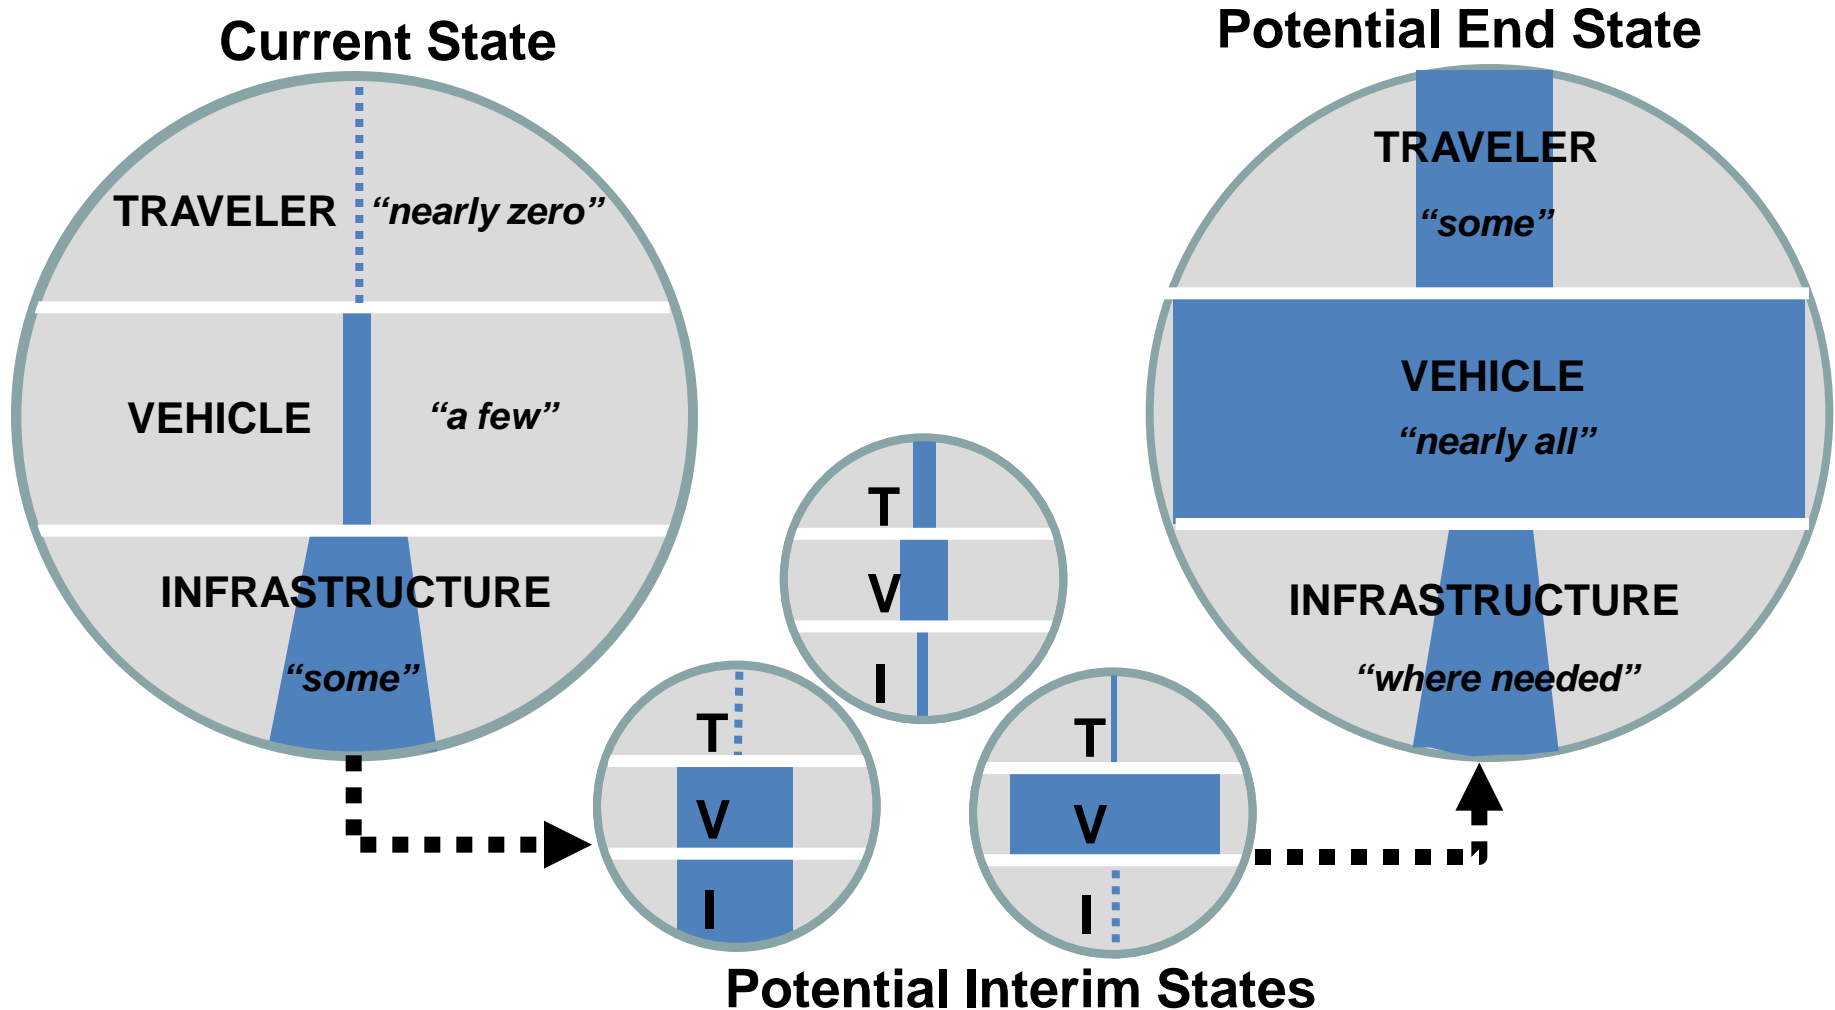 Current State
TRAVELER “nearly zero”
VEHICLE “a few”
INFRASTRUCTURE
“some”
Potential End State
TRAVELER
“some”
VEHICLE
“nearly all”
INFRASTRUCTURE
“where needed”
T
V
I
T
V
I
T
V
I
Potential Interim States